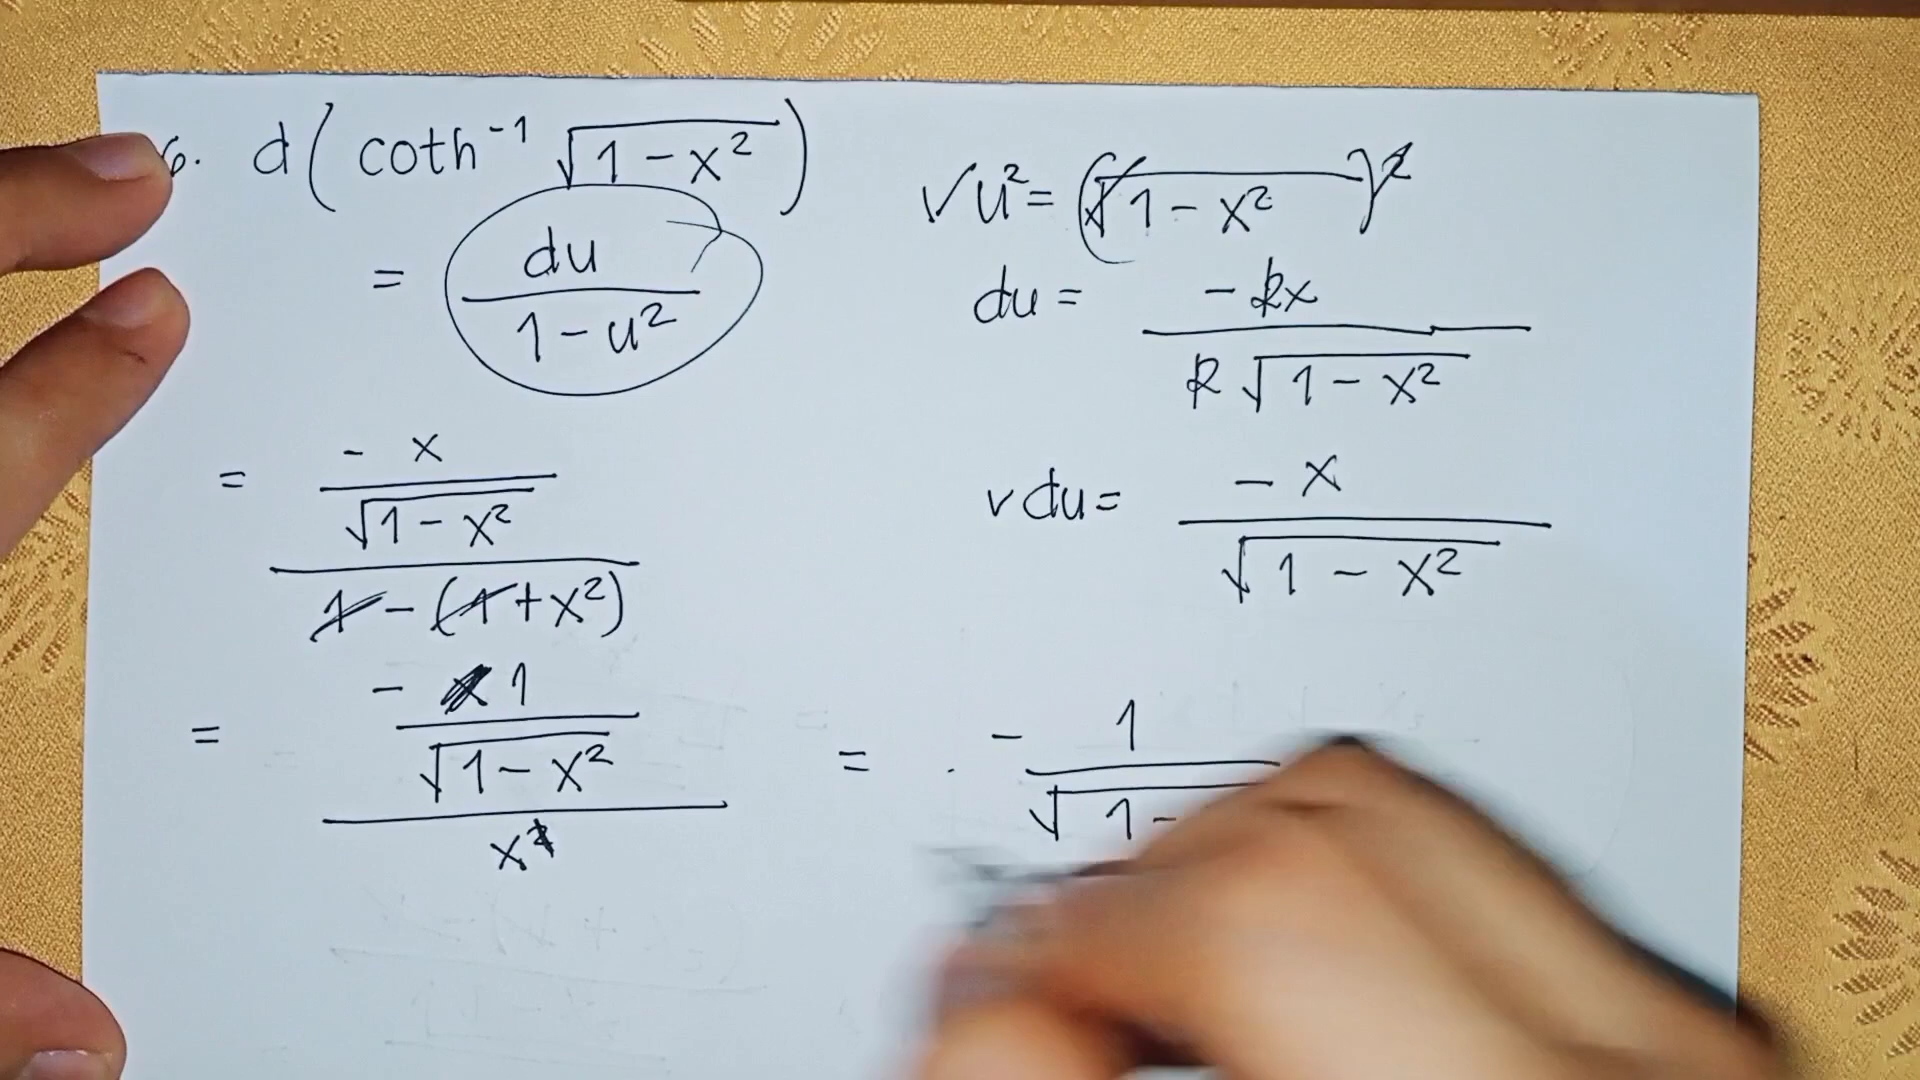 6. d(coth⁻¹ √(1 - x²))
= du / (1 - u²)
√u² = (√(1 - x²))²
du = -2x / (2√(1 - x²))
= (-x / √(1 - x²)) / (1 - (1 + x²))
√du = -x / √(1 - x²)
= (-x 1 / √(1 - x²)) / x²
= - 1 / √(1 -